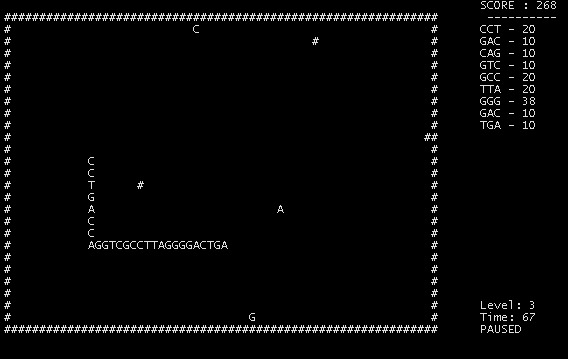 SCORE : 268
############################################################## ----------
# C # CCT - 20
# # # GAC - 10
# # CAG - 10
# # GTC - 10
# # GCC - 20
# # TTA - 20
# # GGG - 38
# # GAC - 10
# # TGA - 10
# ##
# #
# C #
# C #
# T # #
# G #
# A A #
# C #
# C #
# AGGTCGCCTTAGGGGACTGA #
# #
# #
# #
# #
# # Level: 3
# G # Time: 67
############################################################## PAUSED